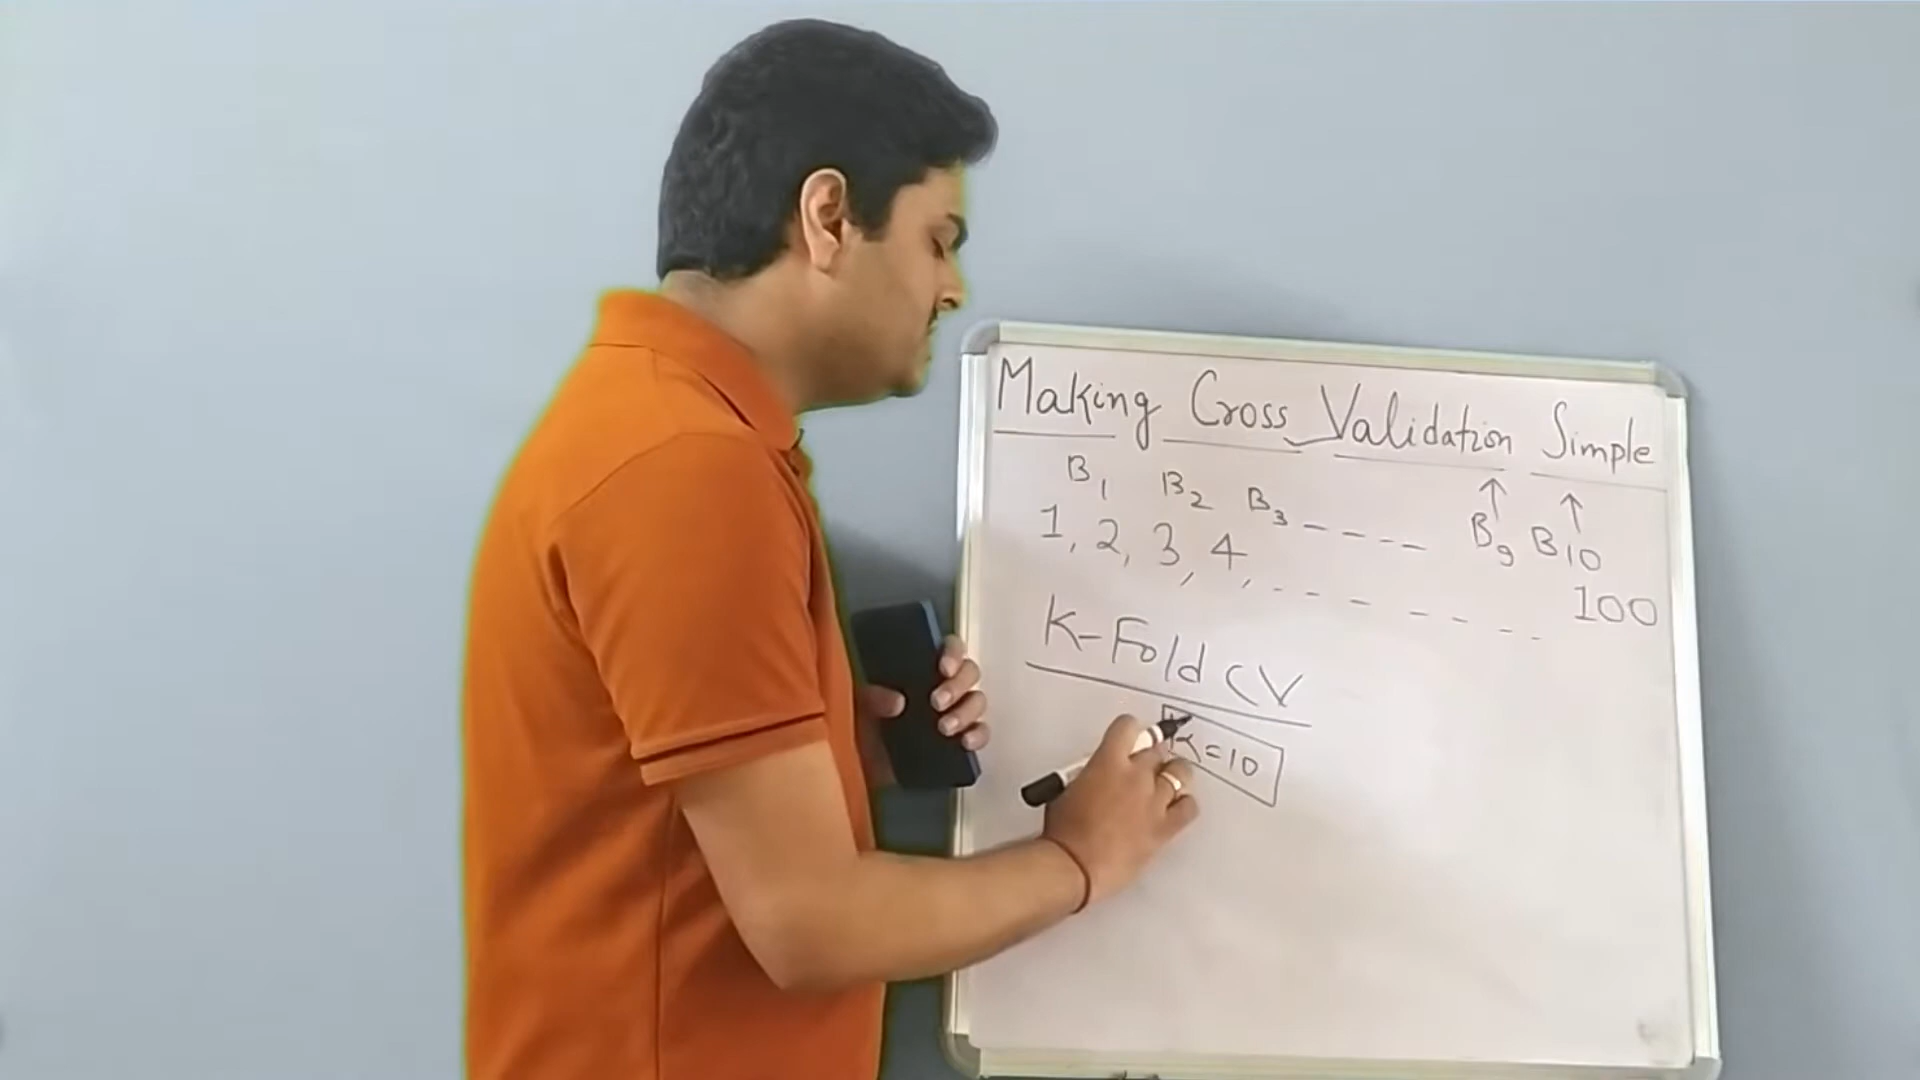 Making Cross Validation Simple
B1 B2 B3 ---- B9 B10
1, 2, 3, 4, - - - - - - - 100
K-Fold CV
K=10